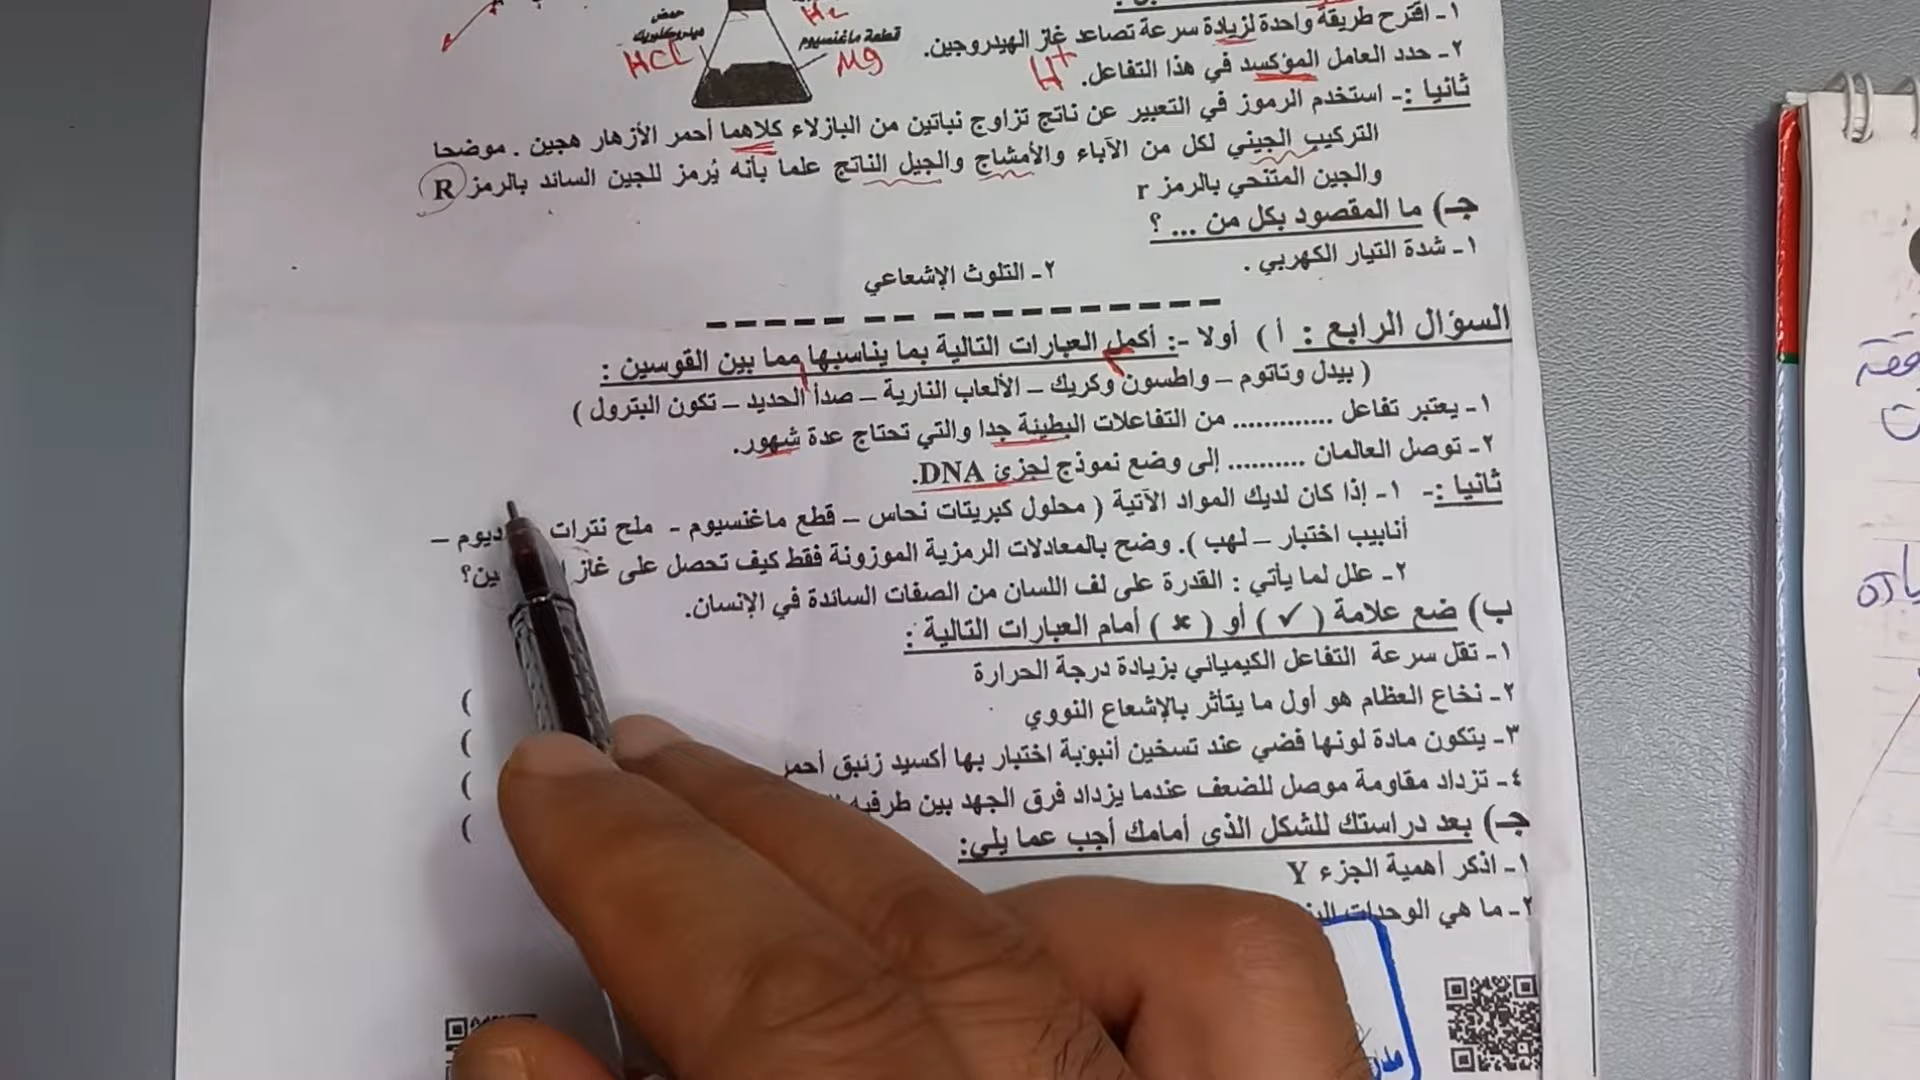 حمض
هيدروكلوريك
HCl
H2
قطعة ماغنسيوم
Mg
١- اقترح طريقة واحدة لزيادة سرعة تصاعد غاز الهيدروجين.
٢- حدد العامل المؤكسد في هذا التفاعل. H+
ثانيا :- استخدم الرموز في التعبير عن ناتج تزاوج نباتين من البازلاء كلاهما أحمر الأزهار هجين . موضحا
التركيب الجيني لكل من الآباء والأمشاج والجيل الناتج علما بأنه يُرمز للجين السائد بالرمز R
والجين المتنحي بالرمز r
جـ) ما المقصود بكل من ... ؟
١- شدة التيار الكهربي .
٢- التلوث الإشعاعي
السؤال الرابع : أ ) أولا :- أكمل العبارات التالية بما يناسبها مما بين القوسين :
( بيدل وتاتوم – واطسون وكريك – الألعاب النارية – صدأ الحديد – تكون البترول )
١- يعتبر تفاعل ............. من التفاعلات البطيئة جدا والتي تحتاج عدة شهور.
٢- توصل العالمان .......... إلى وضع نموذج لجزئ DNA.
ثانيا :- ١- إذا كان لديك المواد الآتية ( محلول كبريتات نحاس – قطع ماغنسيوم - ملح نترات ديوم –
أنابيب اختبار – لهب ). وضح بالمعادلات الرمزية الموزونة فقط كيف تحصل على غاز ين؟
٢- علل لما يأتي : القدرة على لف اللسان من الصفات السائدة في الإنسان.
ب) ضع علامة ( ✓ ) أو ( × ) أمام العبارات التالية :
١- تقل سرعة التفاعل الكيميائي بزيادة درجة الحرارة (
٢- نخاع العظام هو أول ما يتأثر بالإشعاع النووي (
٣- يتكون مادة لونها فضي عند تسخين أنبوبة اختبار بها أكسيد زئبق أحمر (
٤- تزداد مقاومة موصل للضعف عندما يزداد فرق الجهد بين طرفيه (
جـ) بعد دراستك للشكل الذي أمامك أجب عما يلي:
١- اذكر أهمية الجزء Y
٢- ما هي الوحدات